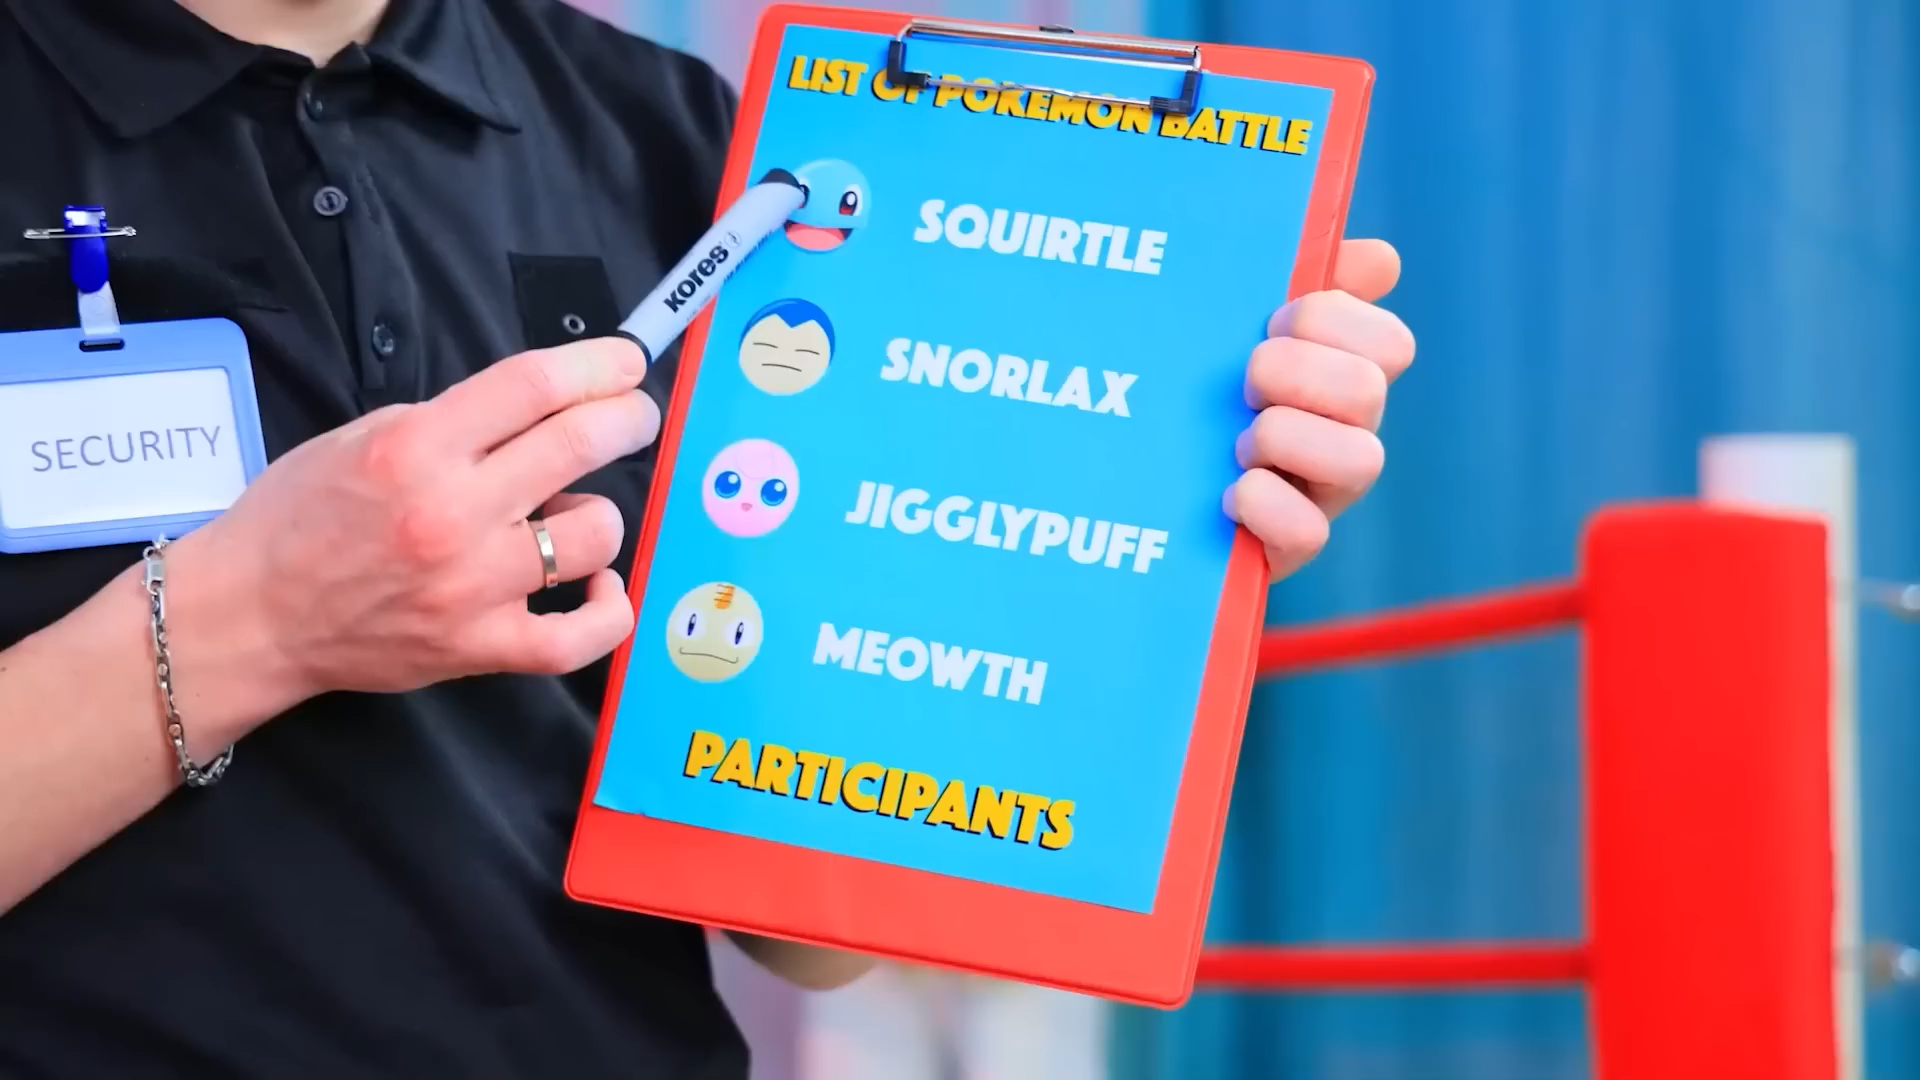 LIST OF POKEMON BATTLE
SQUIRTLE
KORES
SNORLAX
SECURITY
JIGGLYPUFF
MEOWTH
PARTICIPANTS